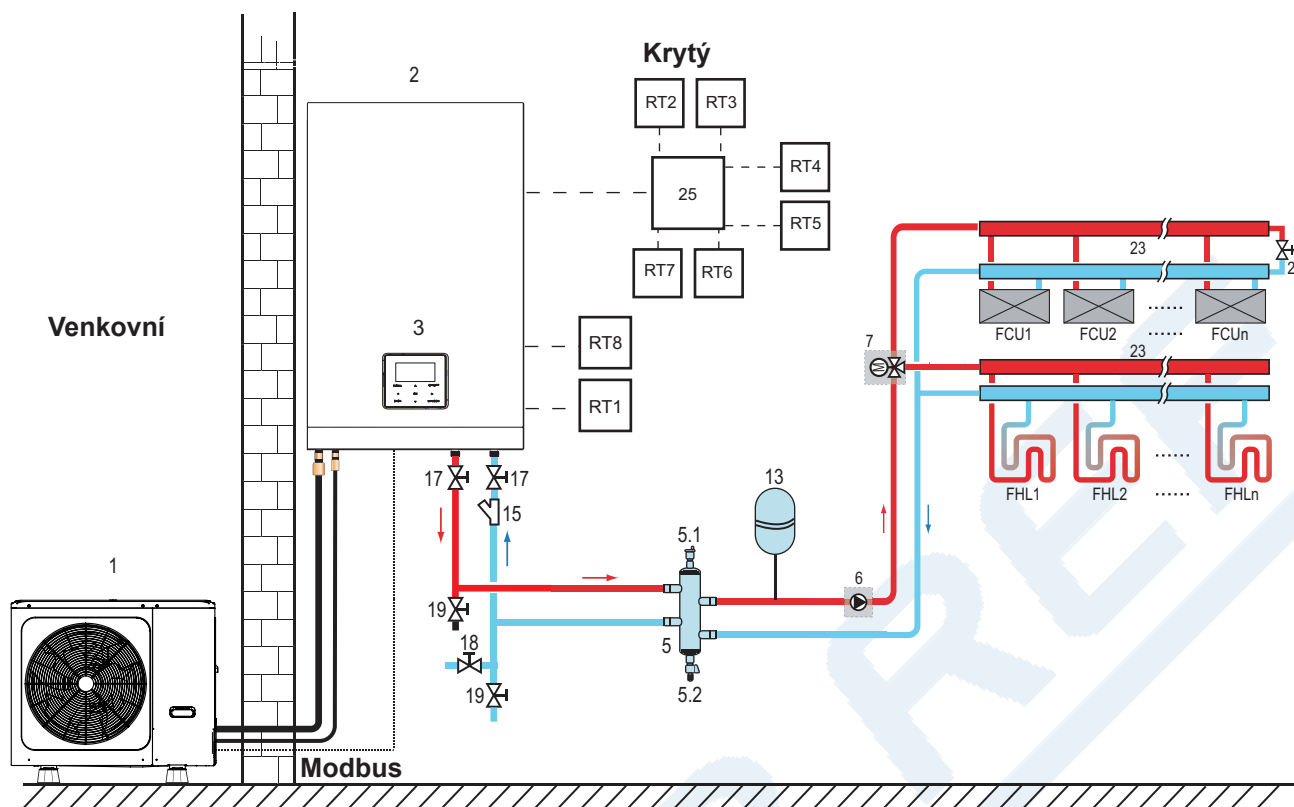 Krytý
2
RT2
RT3
RT4
25
RT5
RT7
RT6
23
FCU1
FCU2
FCUn
Venkovní
3
RT8
7
23
RT1
17
17
15
13
FHL1
FHL2
FHLn
1
5.1
6
19
18
5
19
5.2
Modbus